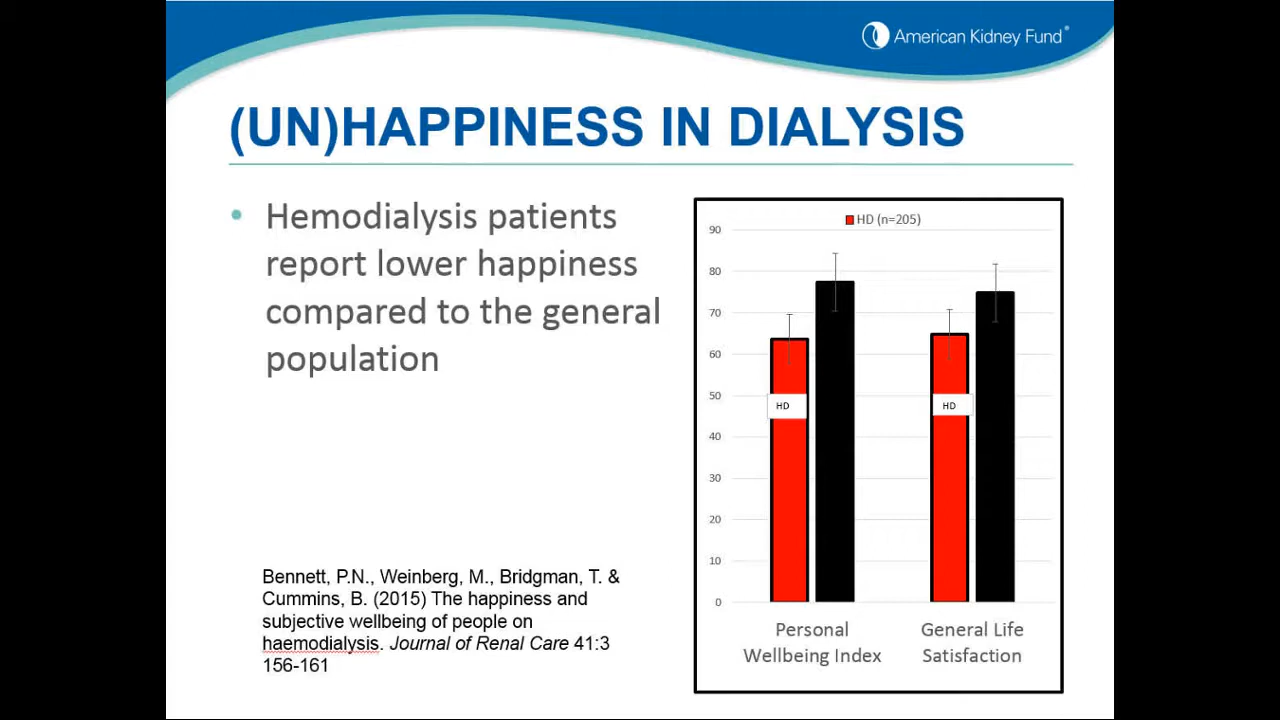 American Kidney Fund®
(UN)HAPPINESS IN DIALYSIS
• Hemodialysis patients
report lower happiness
compared to the general
population
Bennett, P.N., Weinberg, M., Bridgman, T. &
Cummins, B. (2015) The happiness and
subjective wellbeing of people on
haemodialysis. Journal of Renal Care 41:3
156-161
HD (n=205)
90
80
70
60
50
40
30
20
10
0
HD
HD
Personal
Wellbeing Index
General Life
Satisfaction